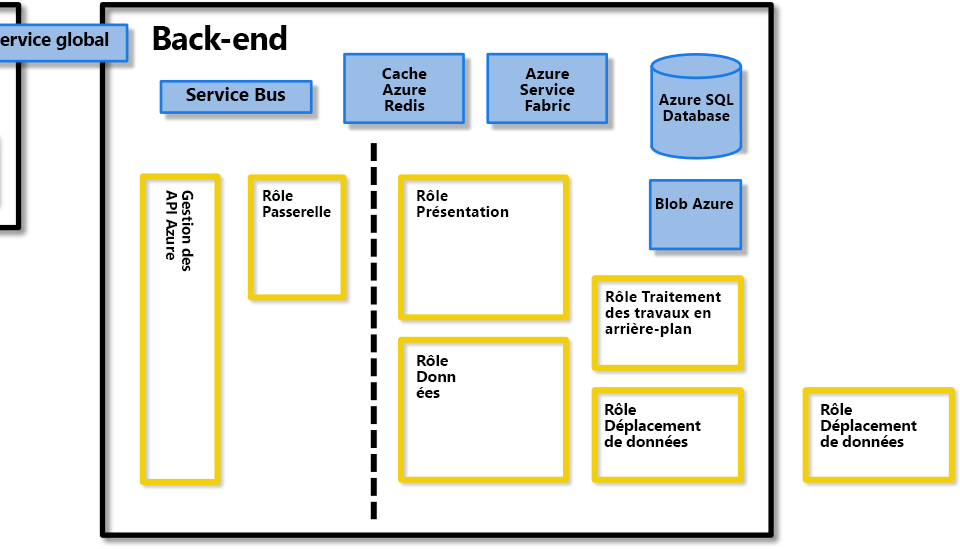 ervice global
Back-end
Service Bus
Cache
Azure
Redis
Azure
Service
Fabric
Azure SQL
Database
Gestion des
API Azure
Rôle
Passerelle
Rôle
Présentation
Blob Azure
Rôle Traitement
des travaux en
arrière-plan
Rôle
Donn
ées
Rôle
Déplacement
de données
Rôle
Déplacement
de données